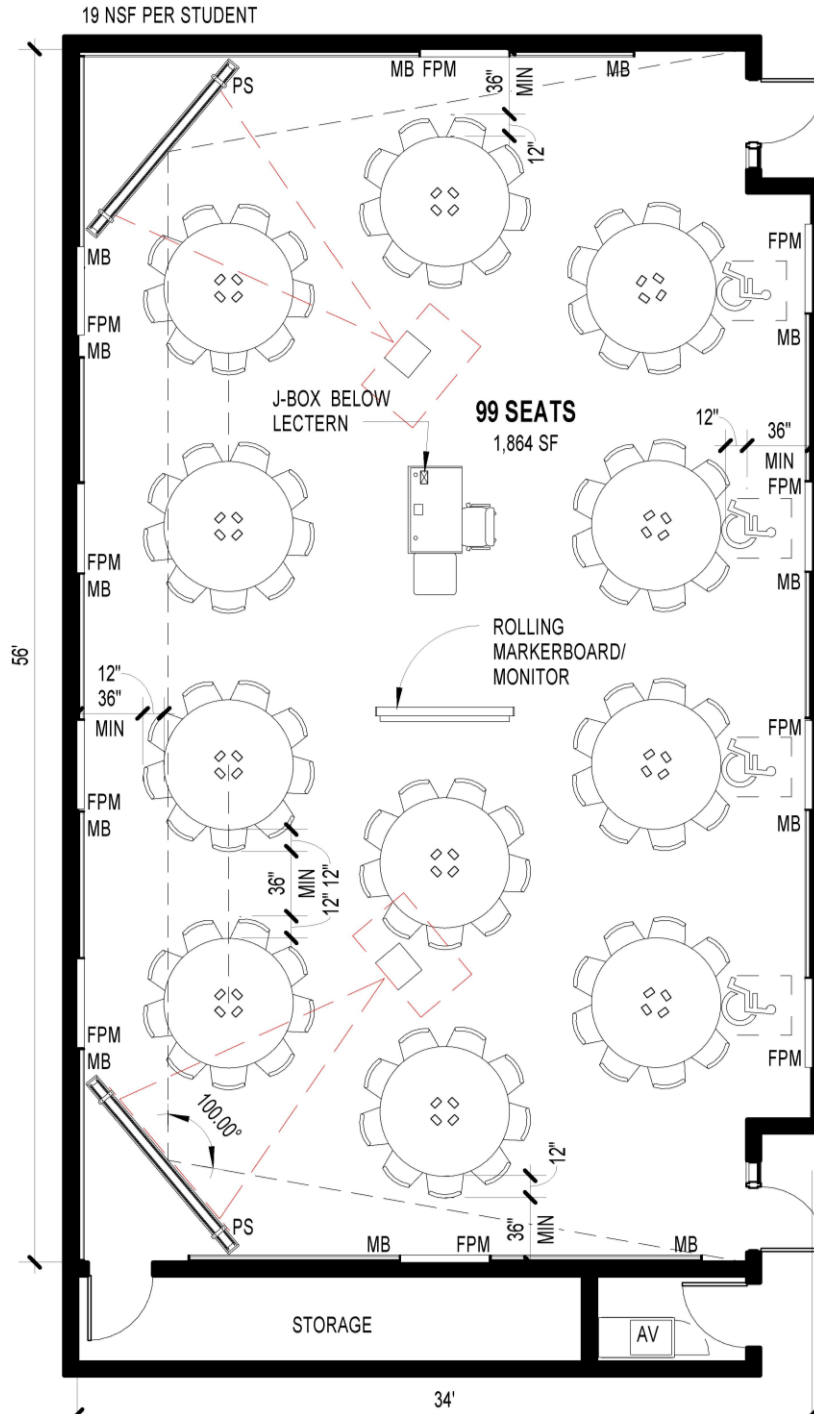 19 NSF PER STUDENT
MB FPM
MB
PS
36"
MIN
12"
MB
FPM
FPM
MB
MB
J-BOX BELOW
LECTERN
99 SEATS
1,864 SF
12"
36"
MIN
FPM
FPM
MB
MB
56'
ROLLING
MARKERBOARD/
MONITOR
12"
36"
MIN
FPM
FPM
MB
MB
36"
MIN
12" 12"
12"
FPM
FPM
MB
100.00°
PS
12"
36"
MIN
MB
FPM
MB
STORAGE
AV
34'